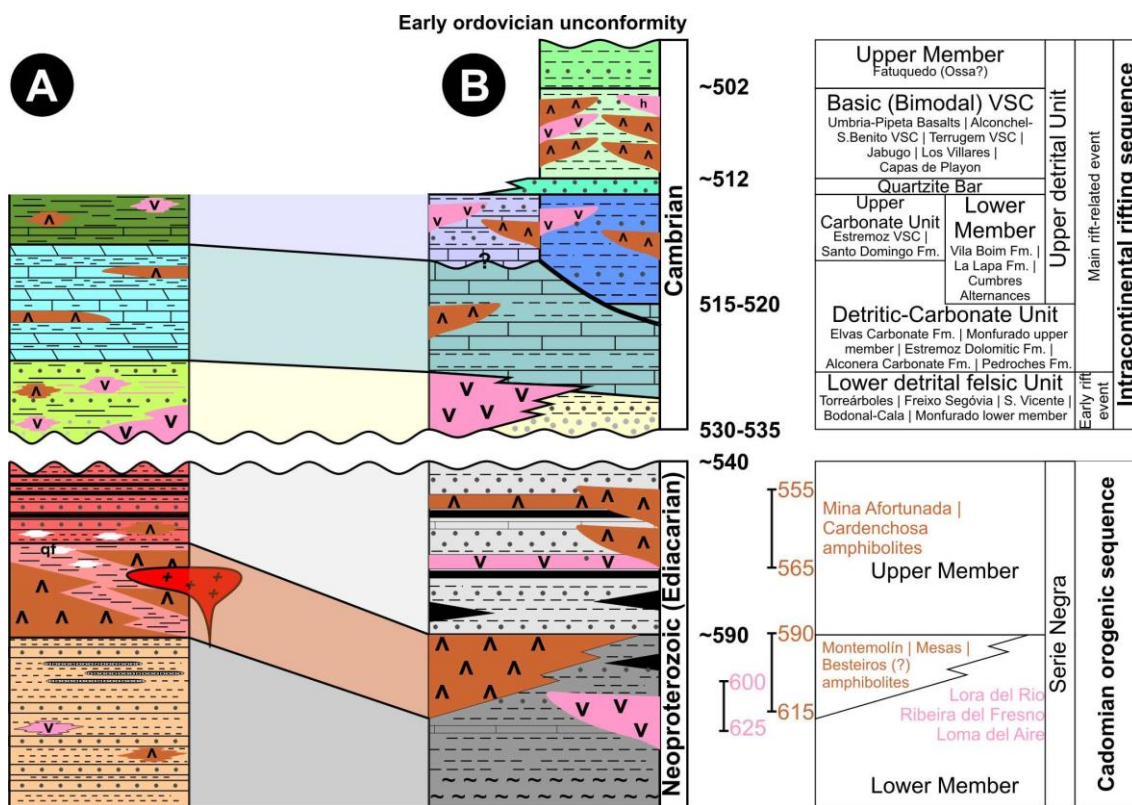 Early ordovician unconformity
A
B
Cambrian
~502
~512
515-520
530-535
h
?
Upper Member
Fatuquedo (Ossa?)
Basic (Bimodal) VSC
Umbria-Pipeta Basalts | Alconchel-
S.Benito VSC | Terrugem VSC |
Jabugo | Los Villares |
Capas de Playon
Quartzite Bar
Upper
Carbonate Unit
Estremoz VSC |
Santo Domingo Fm.
Lower
Member
Vila Boim Fm. |
La Lapa Fm. |
Cumbres
Alternances
Detritic-Carbonate Unit
Elvas Carbonate Fm. | Monfurado upper
member | Estremoz Dolomitic Fm. |
Alconera Carbonate Fm. | Pedroches Fm.
Lower detrital felsic Unit
Torreárboles | Freixo Segóvia | S. Vicente |
Bodonal-Cala | Monfurado lower member
Upper detrital Unit
Main rift-related event
Early rift
event
Intracontinental rifting sequence
Neoproterozoic (Ediacarian)
~540
~590
qt
555
565
590
615
600
625
Mina Afortunada |
Cardenchosa
amphibolites
Upper Member
Montemolín | Mesas |
Besteiros (?)
amphibolites
Lora del Rio
Ribeira del Fresno
Loma del Aire
Lower Member
Serie Negra
Cadomian orogenic sequence